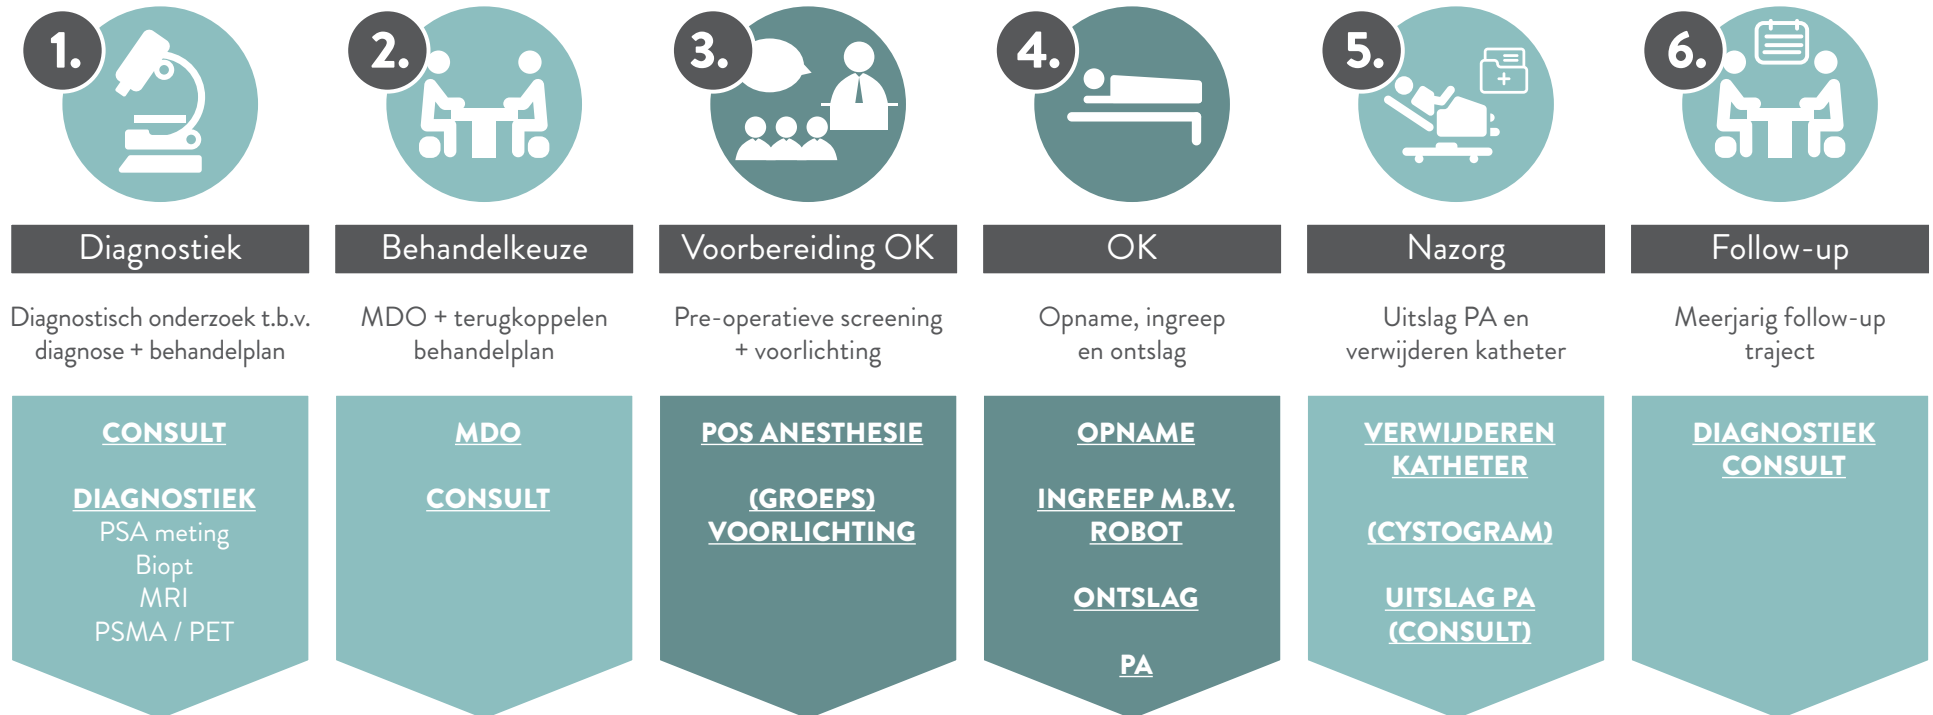 1.
Diagnostiek
Diagnostisch onderzoek t.b.v.
diagnose + behandelplan
CONSULT
DIAGNOSTIEK
PSA meting
Biopt
MRI
PSMA / PET
2.
Behandelkeuze
MDO + terugkoppelen
behandelplan
MDO
CONSULT
3.
Voorbereiding OK
Pre-operatieve screening
+ voorlichting
POS ANESTHESIE
(GROEPS)
VOORLICHTING
4.
OK
Opname, ingreep
en ontslag
OPNAME
INGREEP M.B.V.
ROBOT
ONTSLAG
PA
5.
Nazorg
Uitslag PA en
verwijderen katheter
VERWIJDEREN
KATHETER
(CYSTOGRAM)
UITSLAG PA
(CONSULT)
6.
Follow-up
Meerjarig follow-up
traject
DIAGNOSTIEK
CONSULT